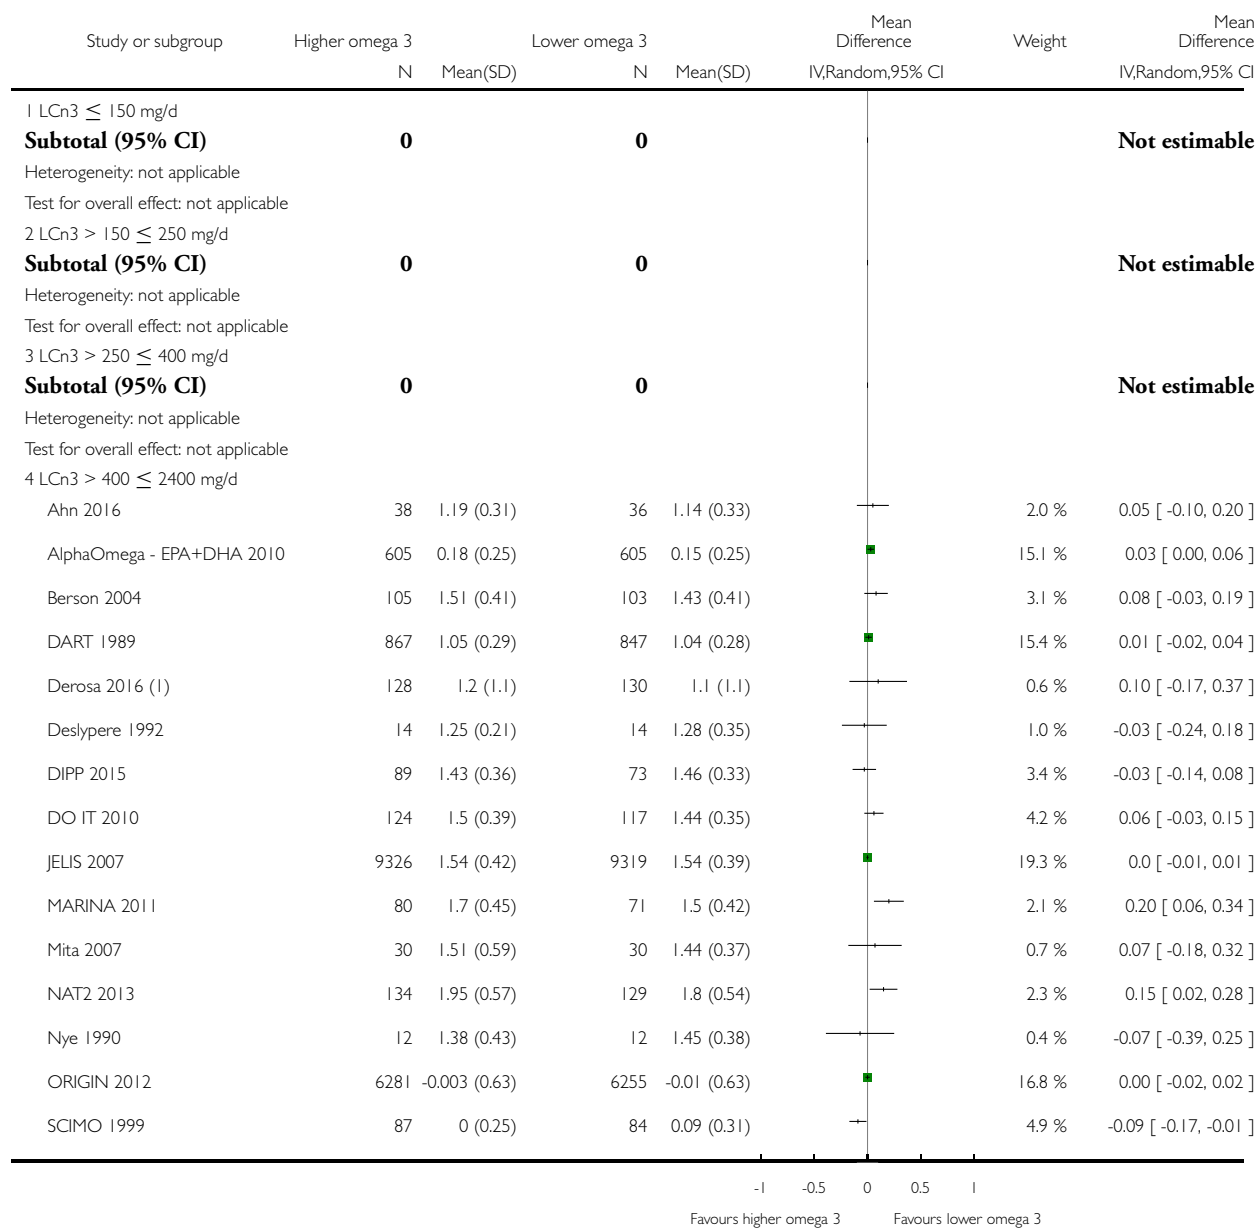 Study or subgroup Higher omega 3 Lower omega 3 Mean Difference Weight Mean Difference
N Mean(SD) N Mean(SD) IV,Random,95% CI IV,Random,95% CI
1 LCn3 ≤ 150 mg/d
Subtotal (95% CI) 0 0 Not estimable
Heterogeneity: not applicable
Test for overall effect: not applicable
2 LCn3 > 150 ≤ 250 mg/d
Subtotal (95% CI) 0 0 Not estimable
Heterogeneity: not applicable
Test for overall effect: not applicable
3 LCn3 > 250 ≤ 400 mg/d
Subtotal (95% CI) 0 0 Not estimable
Heterogeneity: not applicable
Test for overall effect: not applicable
4 LCn3 > 400 ≤ 2400 mg/d
Ahn 2016 38 1.19 (0.31) 36 1.14 (0.33) 2.0 % 0.05 [ -0.10, 0.20 ]
AlphaOmega - EPA+DHA 2010 605 0.18 (0.25) 605 0.15 (0.25) 15.1 % 0.03 [ 0.00, 0.06 ]
Berson 2004 105 1.51 (0.41) 103 1.43 (0.41) 3.1 % 0.08 [ -0.03, 0.19 ]
DART 1989 867 1.05 (0.29) 847 1.04 (0.28) 15.4 % 0.01 [ -0.02, 0.04 ]
Derosa 2016 (1) 128 1.2 (1.1) 130 1.1 (1.1) 0.6 % 0.10 [ -0.17, 0.37 ]
Deslypere 1992 14 1.25 (0.21) 14 1.28 (0.35) 1.0 % -0.03 [ -0.24, 0.18 ]
DIPP 2015 89 1.43 (0.36) 73 1.46 (0.33) 3.4 % -0.03 [ -0.14, 0.08 ]
DO IT 2010 124 1.5 (0.39) 117 1.44 (0.35) 4.2 % 0.06 [ -0.03, 0.15 ]
JELIS 2007 9326 1.54 (0.42) 9319 1.54 (0.39) 19.3 % 0.0 [ -0.01, 0.01 ]
MARINA 2011 80 1.7 (0.45) 71 1.5 (0.42) 2.1 % 0.20 [ 0.06, 0.34 ]
Mita 2007 30 1.51 (0.59) 30 1.44 (0.37) 0.7 % 0.07 [ -0.18, 0.32 ]
NAT2 2013 134 1.95 (0.57) 129 1.8 (0.54) 2.3 % 0.15 [ 0.02, 0.28 ]
Nye 1990 12 1.38 (0.43) 12 1.45 (0.38) 0.4 % -0.07 [ -0.39, 0.25 ]
ORIGIN 2012 6281 -0.003 (0.63) 6255 -0.01 (0.63) 16.8 % 0.00 [ -0.02, 0.02 ]
SCIMO 1999 87 0 (0.25) 84 0.09 (0.31) 4.9 % -0.09 [ -0.17, -0.01 ]
-1 -0.5 0 0.5 1
Favours higher omega 3 Favours lower omega 3